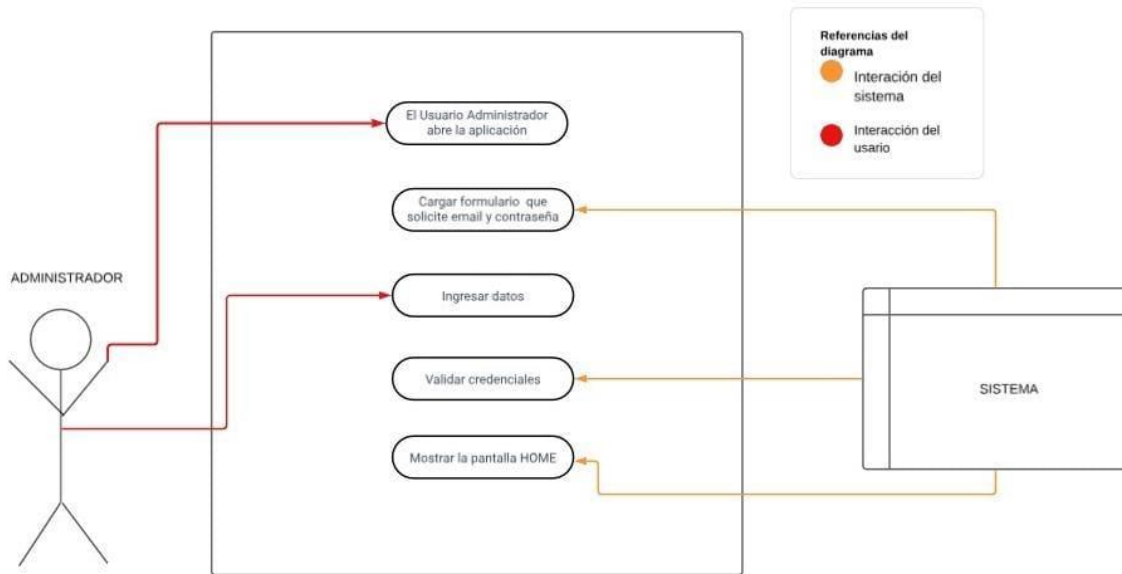 Referencias del
diagrama
Interación del
sistema
Interacción del
usario
El Usuario Administrador
abre la aplicación
Cargar formulario que
solicite email y contraseña
ADMINISTRADOR
Ingresar datos
Validar credenciales
SISTEMA
Mostrar la pantalla HOME